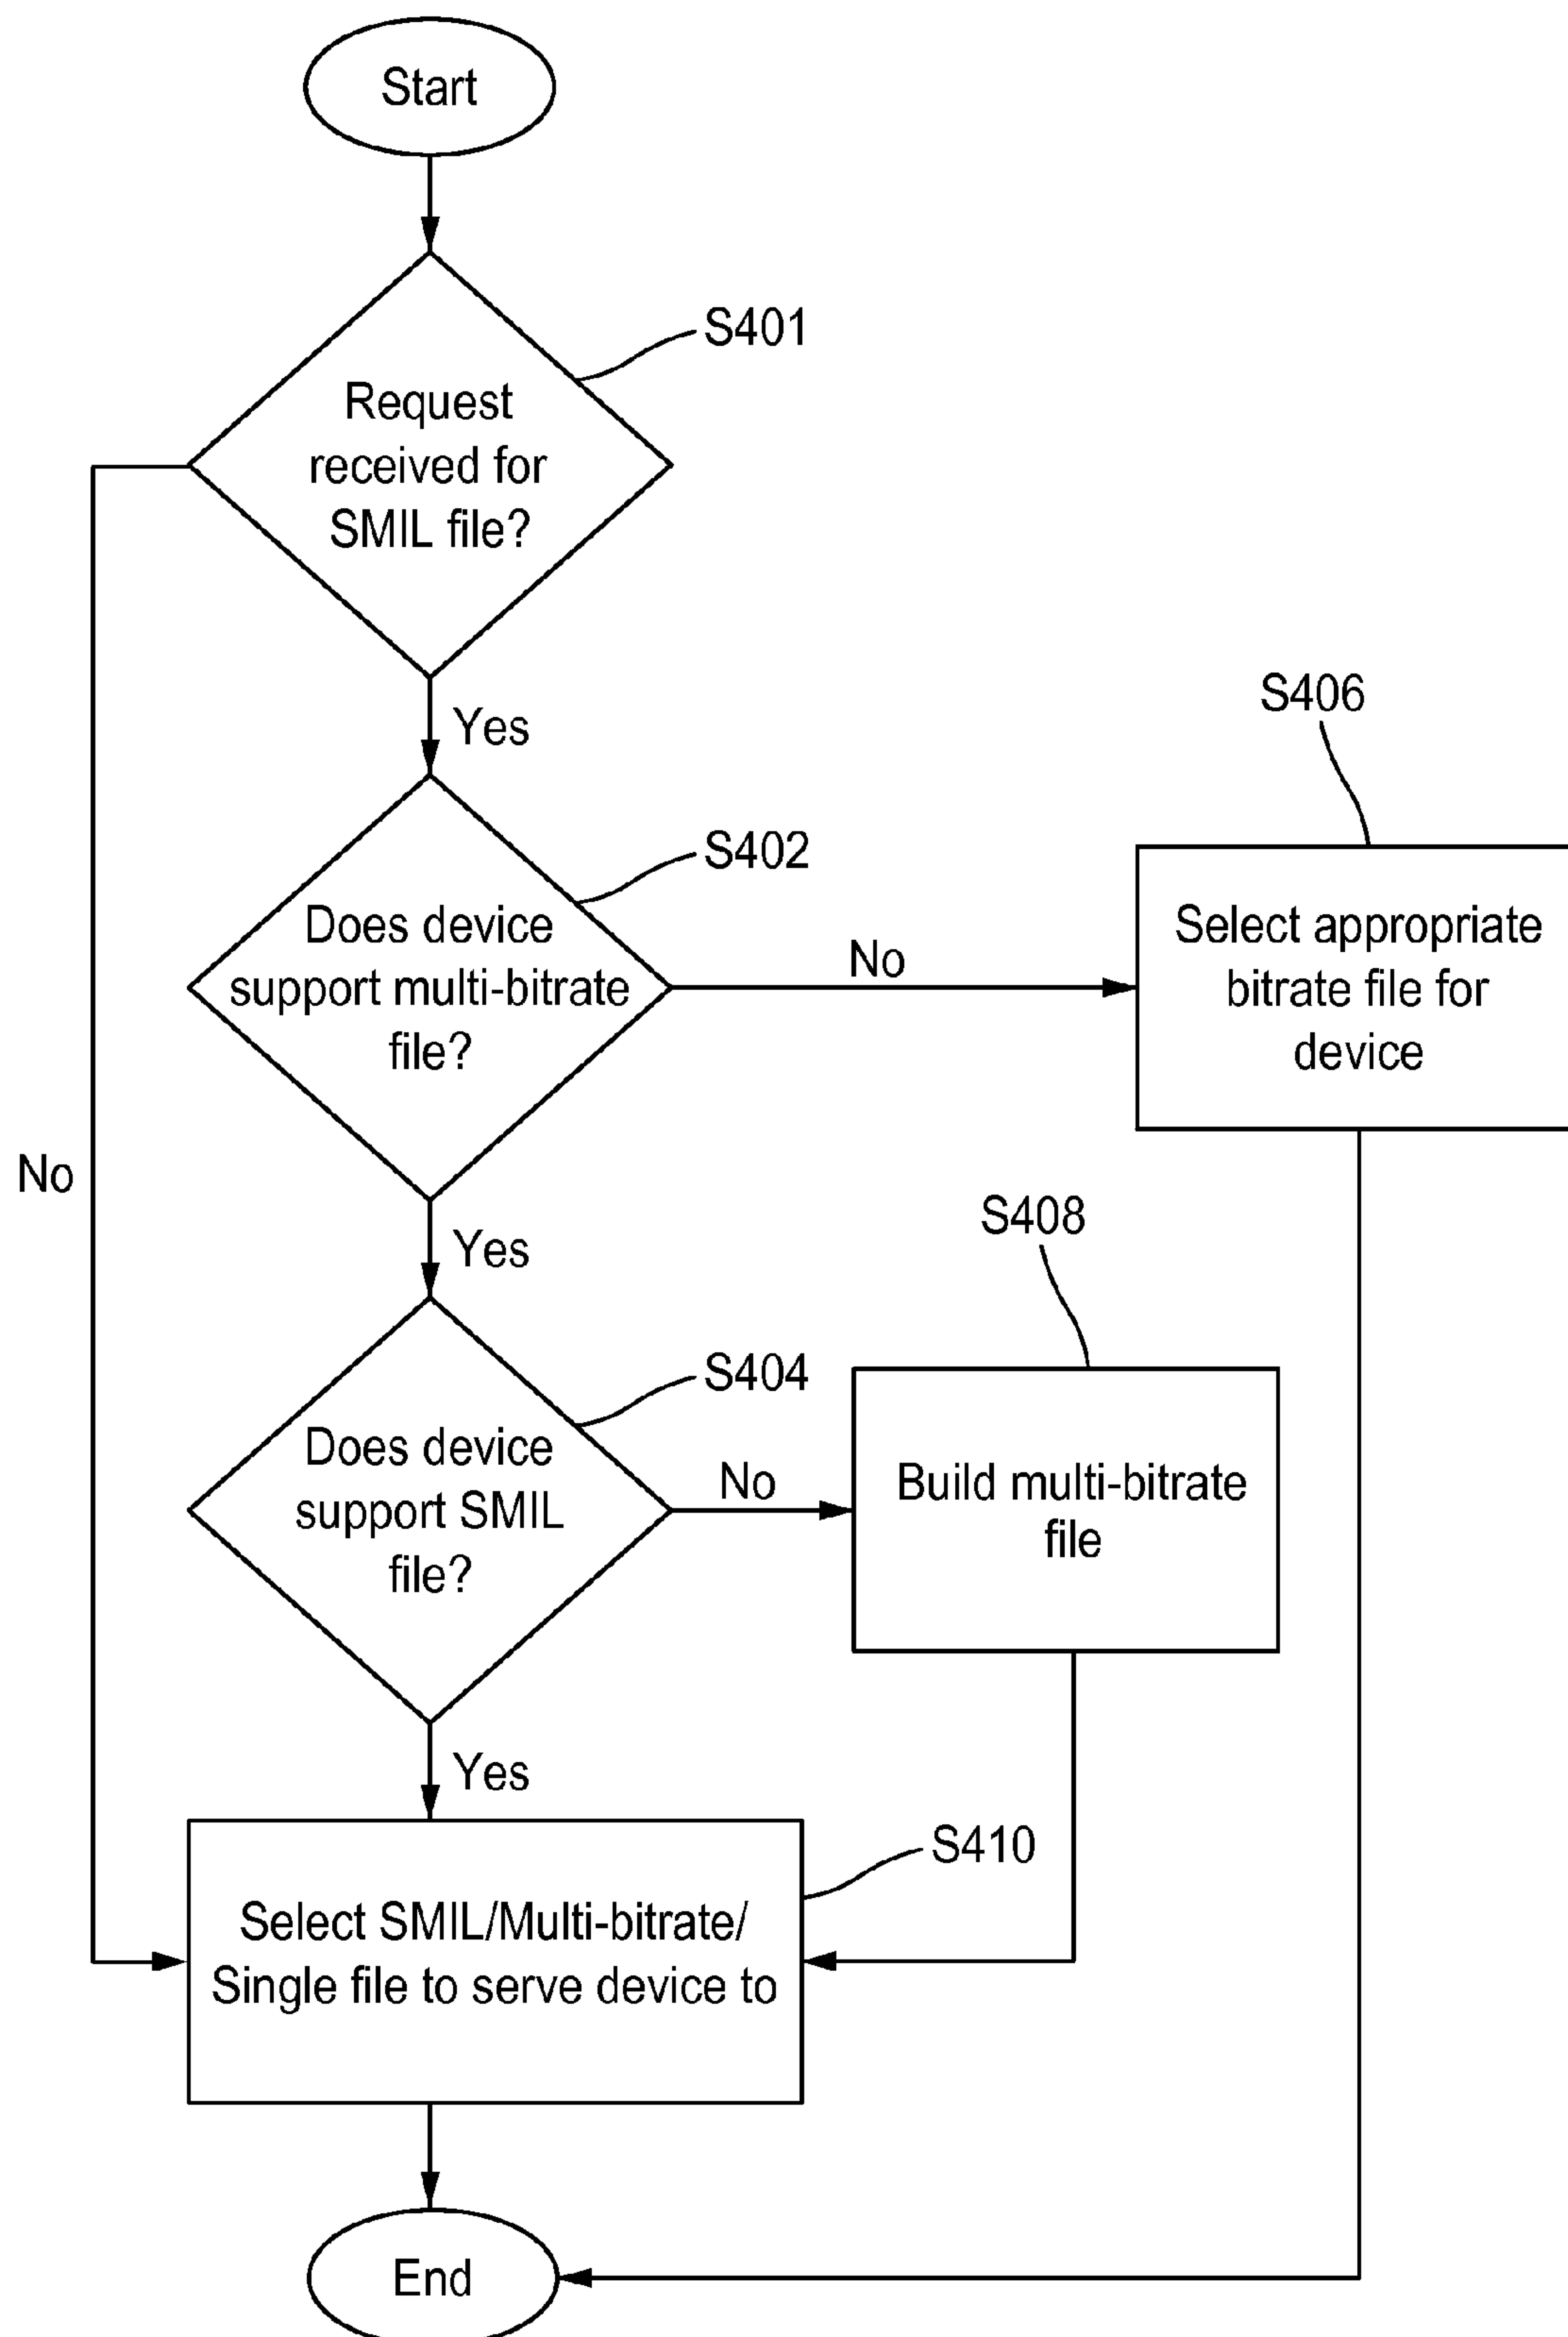 Start
S401
Request
received for
SMIL file?
Yes
S406
S402
Does device
support multi-bitrate
file?
No
Select appropriate
bitrate file for
device
No
Yes
S408
S404
Does device
support SMIL
file?
No
Build multi-bitrate
file
Yes
S410
Select SMIL/Multi-bitrate/
Single file to serve device to
End